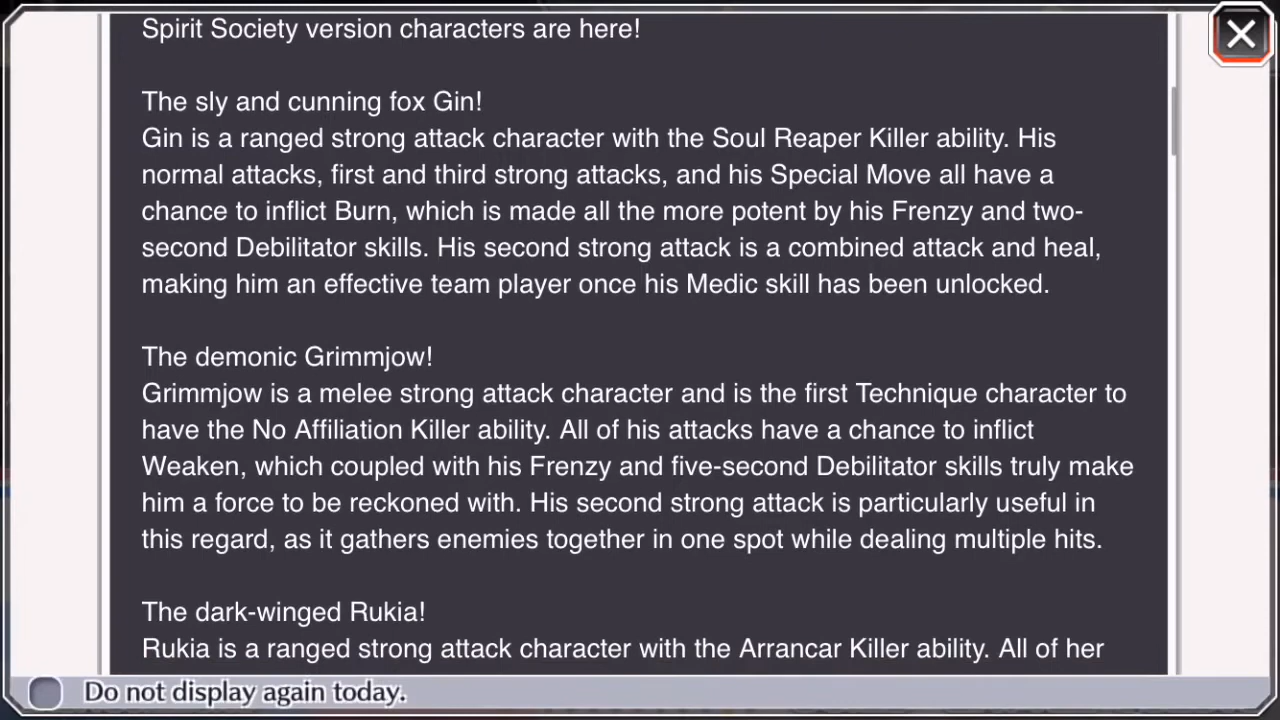 Spirit Society version characters are here!
The sly and cunning fox Gin!
Gin is a ranged strong attack character with the Soul Reaper Killer ability. His
normal attacks, first and third strong attacks, and his Special Move all have a
chance to inflict Burn, which is made all the more potent by his Frenzy and two-
second Debilitator skills. His second strong attack is a combined attack and heal,
making him an effective team player once his Medic skill has been unlocked.
The demonic Grimmjow!
Grimmjow is a melee strong attack character and is the first Technique character to
have the No Affiliation Killer ability. All of his attacks have a chance to inflict
Weaken, which coupled with his Frenzy and five-second Debilitator skills truly make
him a force to be reckoned with. His second strong attack is particularly useful in
this regard, as it gathers enemies together in one spot while dealing multiple hits.
The dark-winged Rukia!
Rukia is a ranged strong attack character with the Arrancar Killer ability. All of her
Do not display again today.